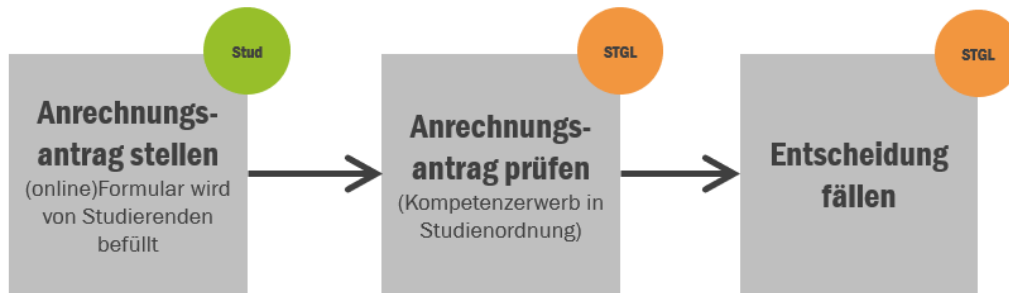 Stud
Anrechnungs-
antrag stellen
(online)Formular wird
von Studierenden
befüllt
STGL
Anrechnungs-
antrag prüfen
(Kompetenzerwerb in
Studienordnung)
STGL
Entscheidung
fällen